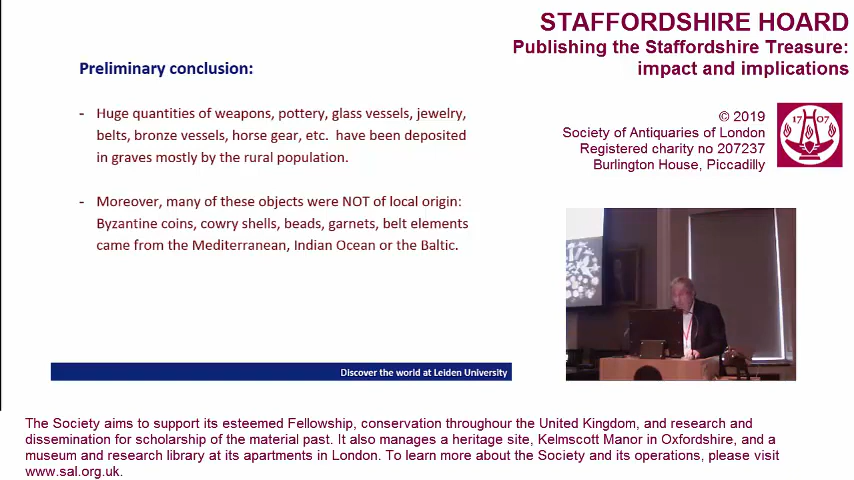 Preliminary conclusion:
- Huge quantities of weapons, pottery, glass vessels, jewelry,
belts, bronze vessels, horse gear, etc. have been deposited
in graves mostly by the rural population.
- Moreover, many of these objects were NOT of local origin:
Byzantine coins, cowry shells, beads, garnets, belt elements
came from the Mediterranean, Indian Ocean or the Baltic.
Discover the world at Leiden University
STAFFORDSHIRE HOARD
Publishing the Staffordshire Treasure:
impact and implications
© 2019
Society of Antiquaries of London
Registered charity no 207237
Burlington House, Piccadilly
17 07
The Society aims to support its esteemed Fellowship, conservation throughour the United Kingdom, and research and
dissemination for scholarship of the material past. It also manages a heritage site, Kelmscott Manor in Oxfordshire, and a
museum and research library at its apartments in London. To learn more about the Society and its operations, please visit
www.sal.org.uk.